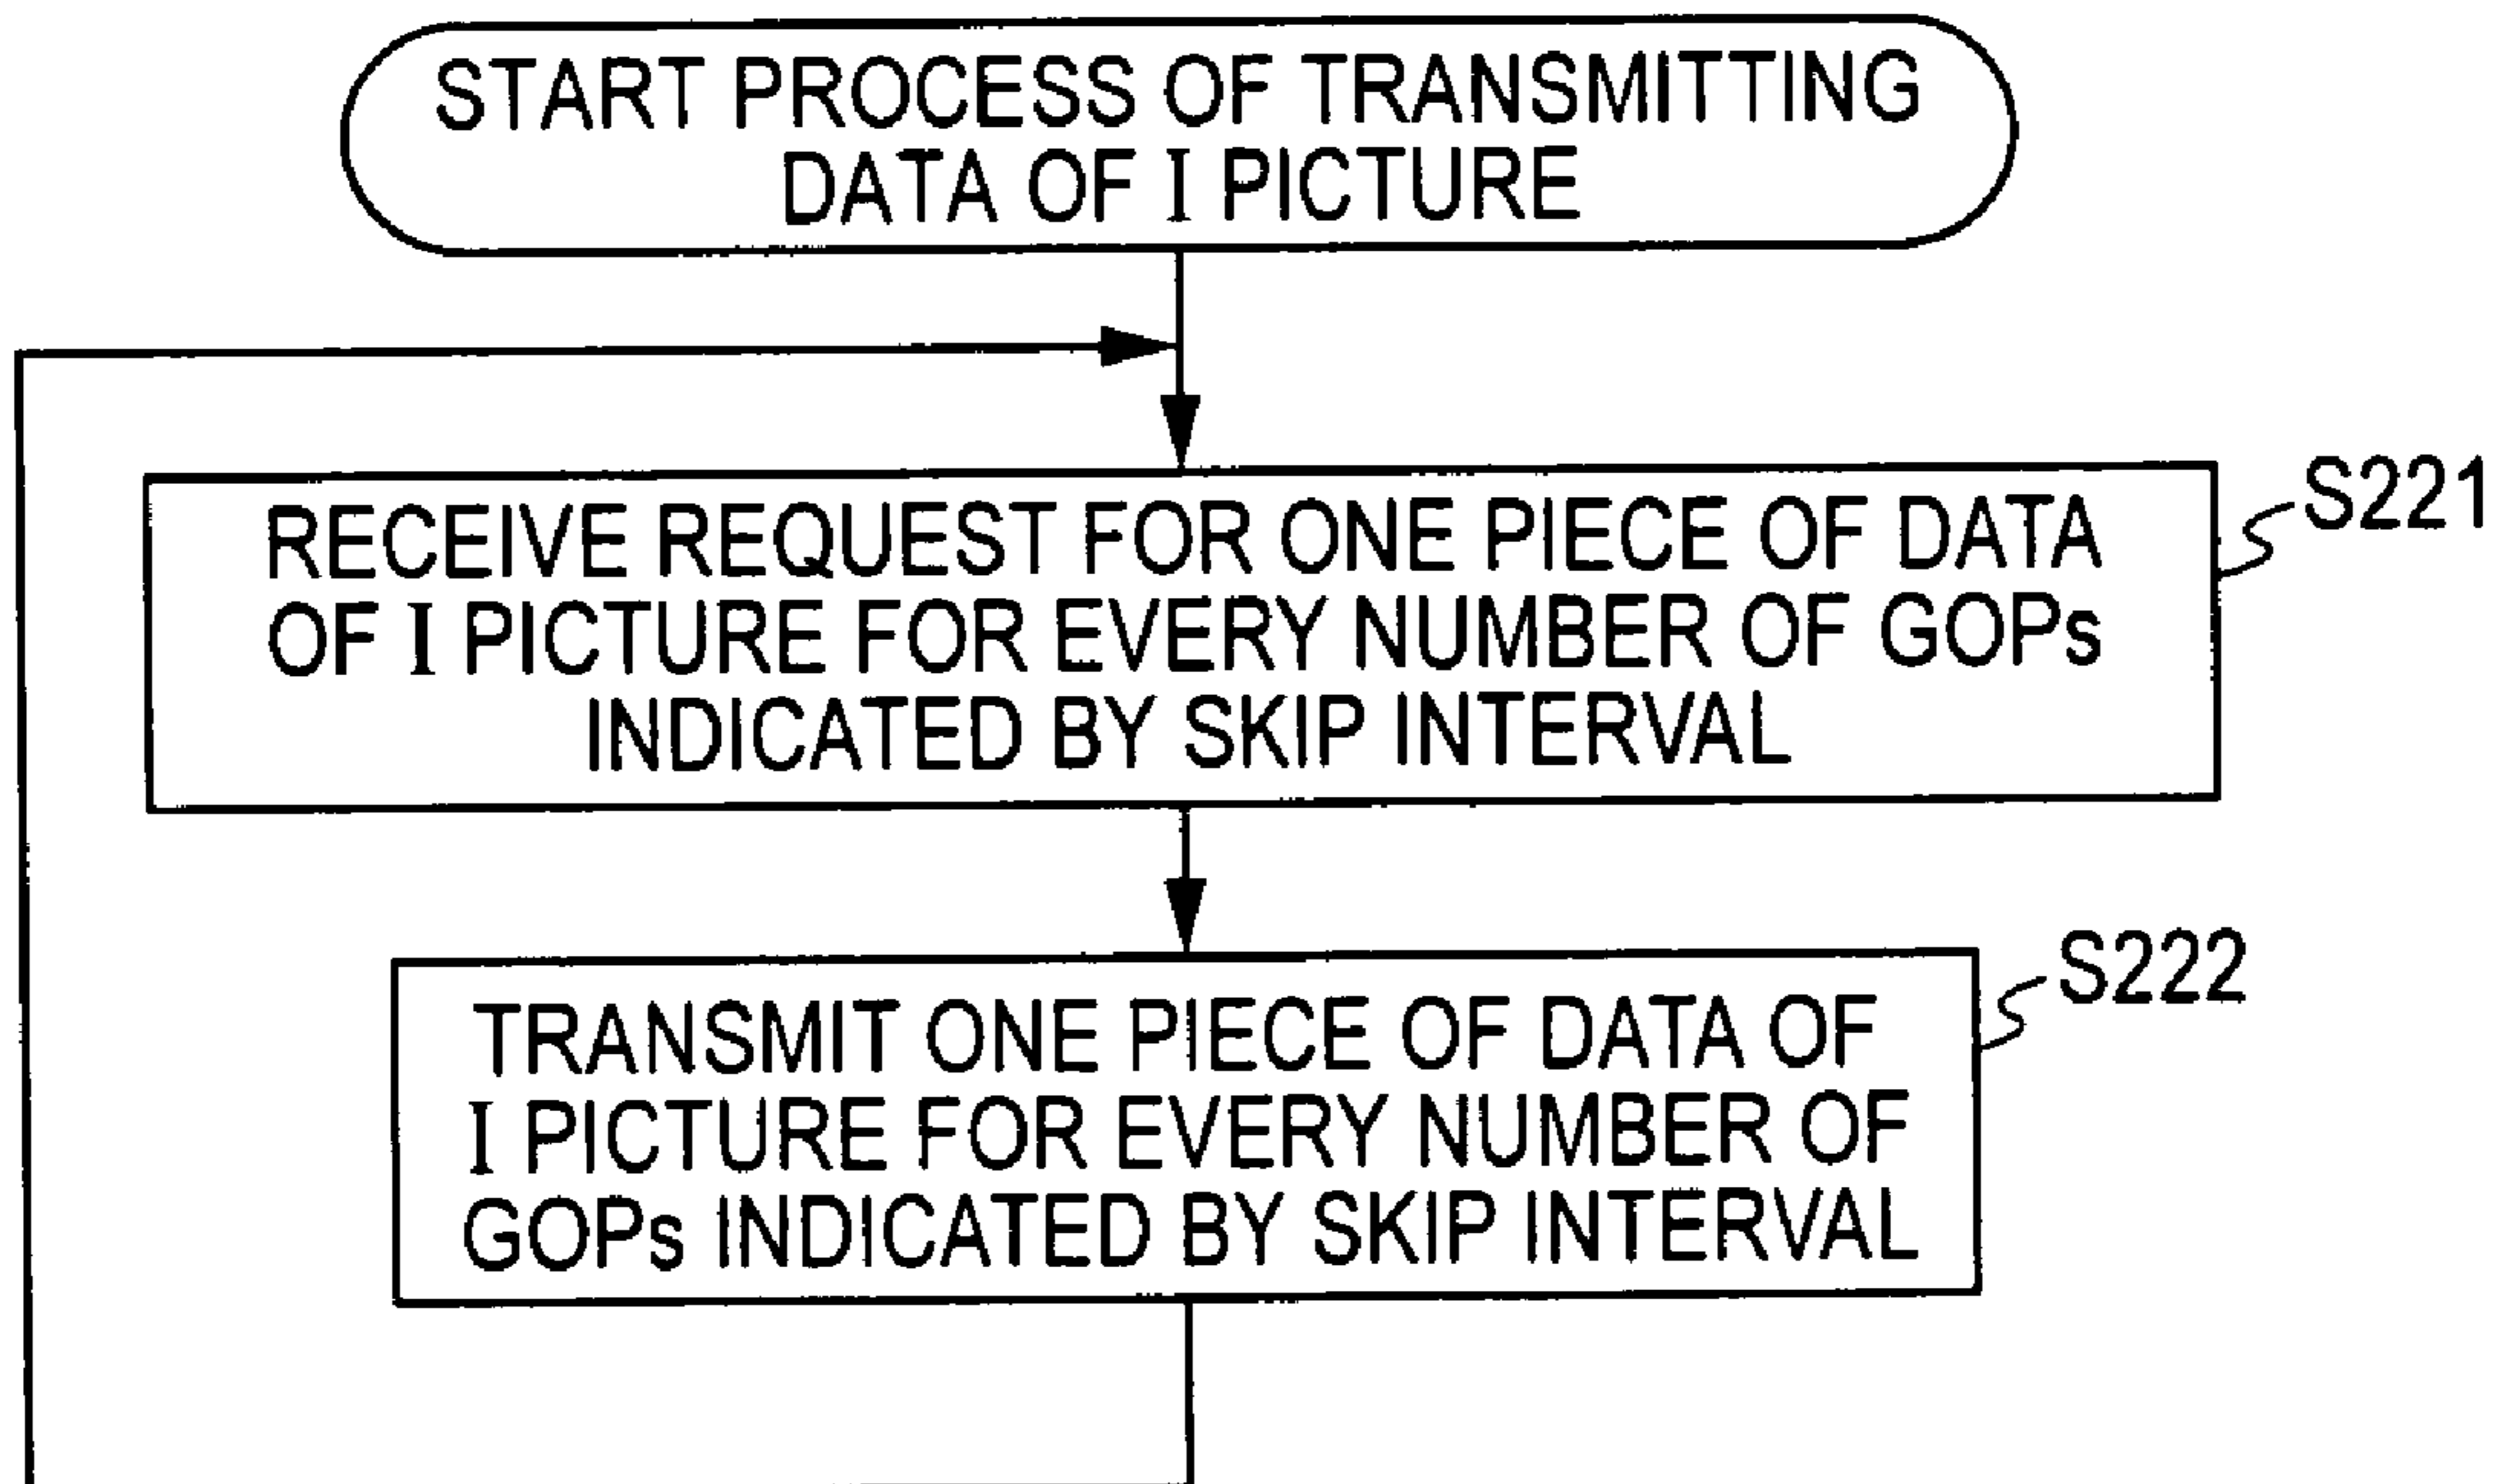 START PROCESS OF TRANSMITTING
DATA OF I PICTURE
RECEIVE REQUEST FOR ONE PIECE OF DATA
OF I PICTURE FOR EVERY NUMBER OF GOPs
INDICATED BY SKIP INTERVAL
S221
TRANSMIT ONE PIECE OF DATA OF
I PICTURE FOR EVERY NUMBER OF
GOPs INDICATED BY SKIP INTERVAL
S222